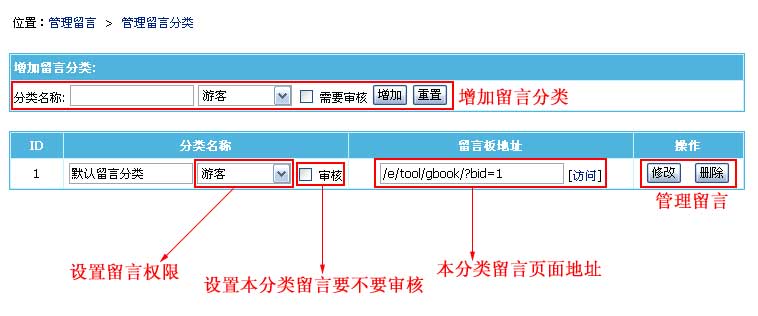 位置：管理留言 > 管理留言分类
增加留言分类:
分类名称: 游客 需要审核 增加 重置 增加留言分类
ID 分类名称 留言板地址 操作
1 默认留言分类 游客 审核 /e/tool/gbook/?bid=1 [访问] 修改 删除
管理留言
设置留言权限 设置本分类留言要不要审核 本分类留言页面地址